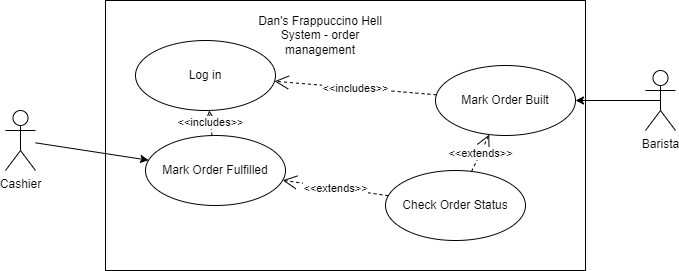 Dan's Frappuccino Hell
System - order
management
Log in
<<includes>>
Mark Order Built
<<includes>>
Mark Order Fulfilled
<<extends>>
<<extends>>
Check Order Status
Cashier
Barista